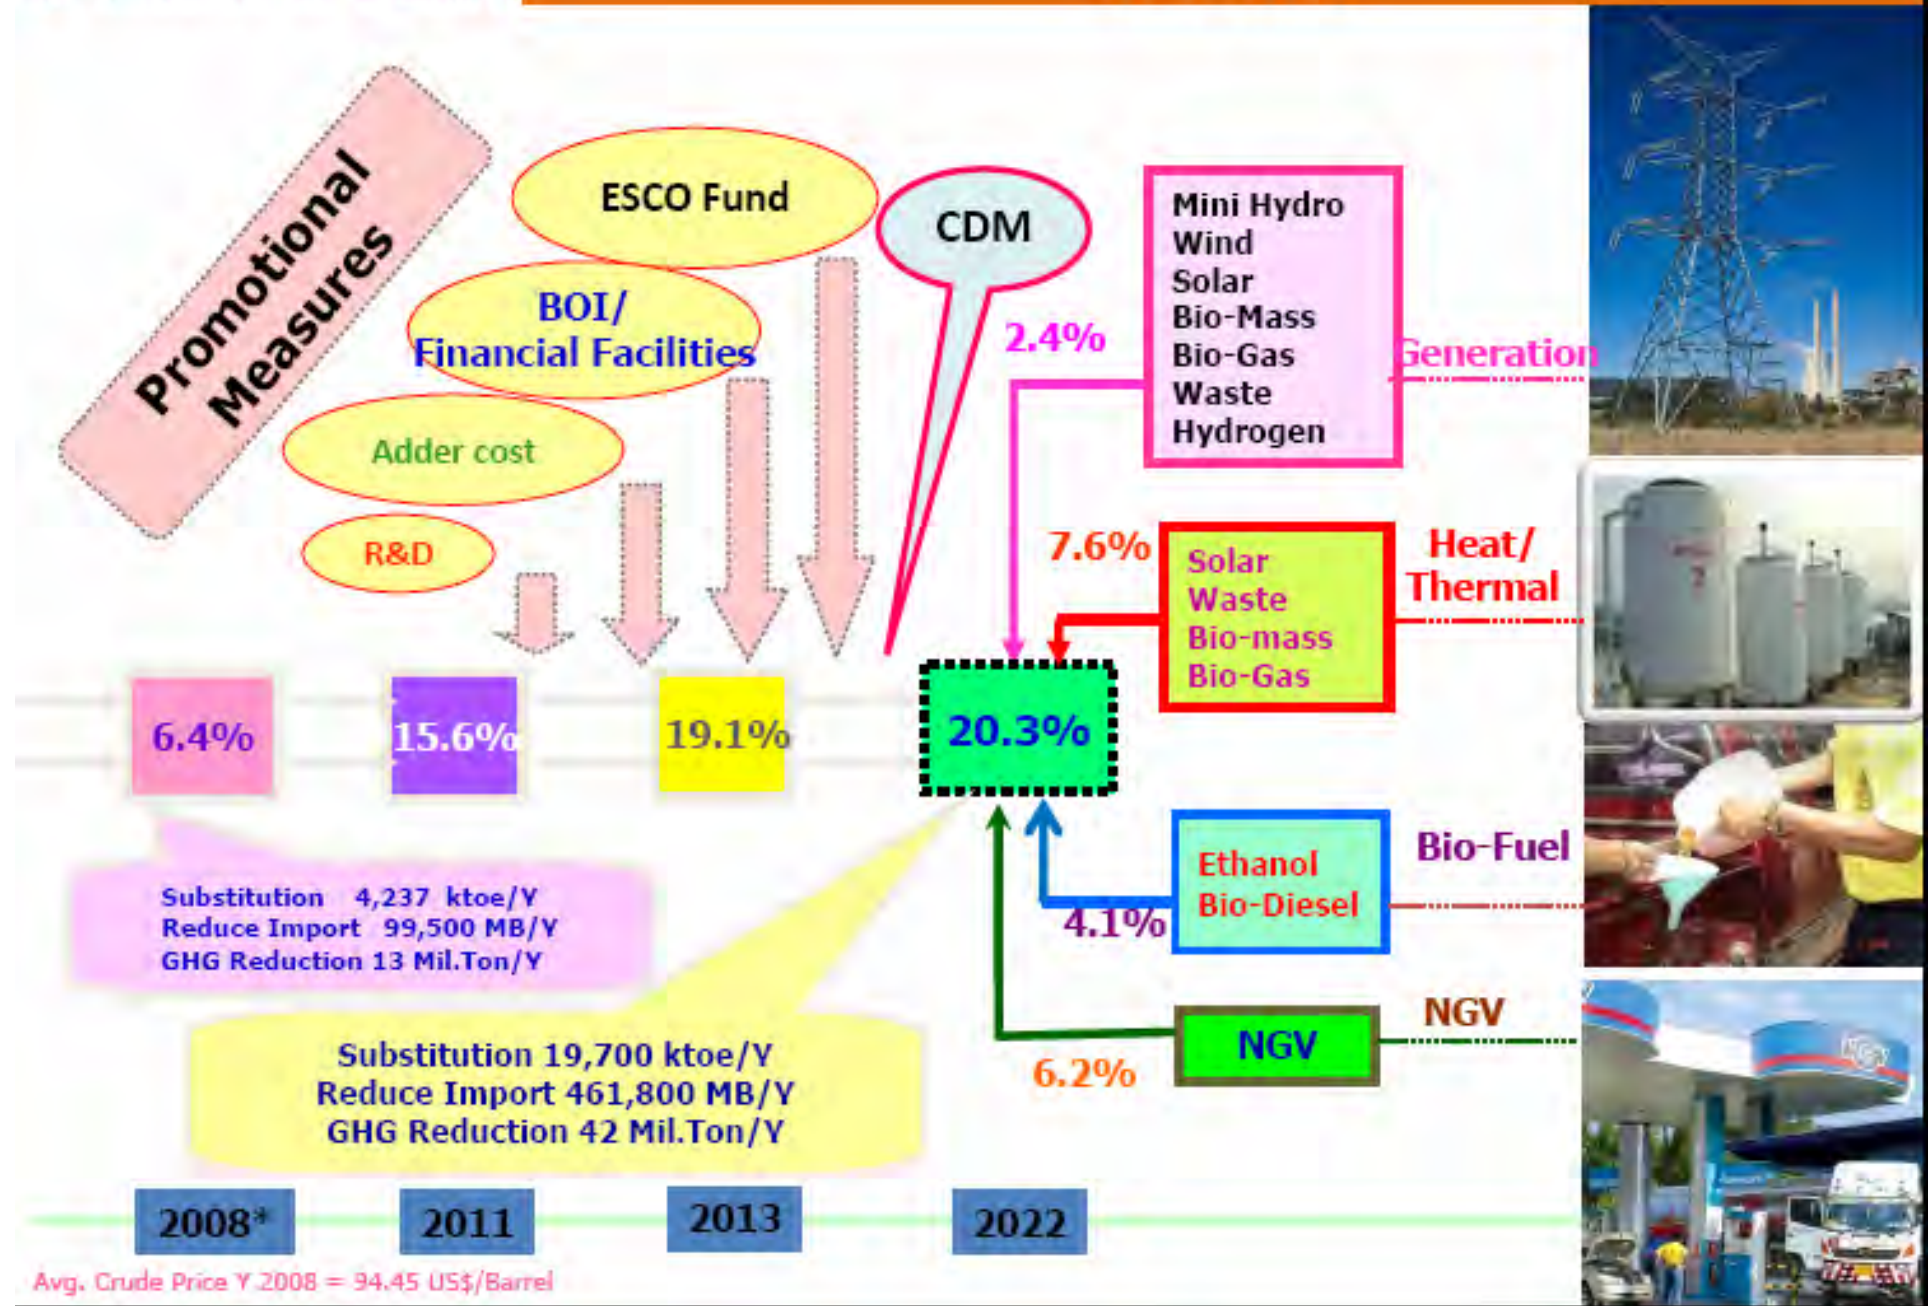 Promotional
Measures
ESCO Fund
CDM
BOI/
Financial Facilities
Adder cost
R&D
Mini Hydro
Wind
Solar
Bio-Mass
Bio-Gas
Waste
Hydrogen
2.4%
Generation
7.6%
Solar
Waste
Bio-mass
Bio-Gas
Heat/
Thermal
6.4%
15.6%
19.1%
20.3%
Ethanol
Bio-Diesel
4.1%
Bio-Fuel
NGV
6.2%
NGV
Substitution 4,237 ktoe/Y
Reduce Import 99,500 MB/Y
GHG Reduction 13 Mil.Ton/Y
Substitution 19,700 ktoe/Y
Reduce Import 461,800 MB/Y
GHG Reduction 42 Mil.Ton/Y
2008*
2011
2013
2022
Avg. Crude Price Y 2008 = 94.45 US$/Barrel